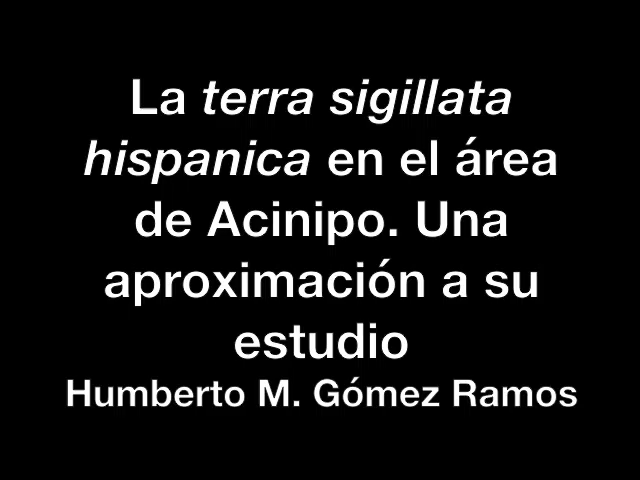 La terra sigillata
hispanica en el área
de Acinipo. Una
aproximación a su
estudio
Humberto M. Gómez Ramos